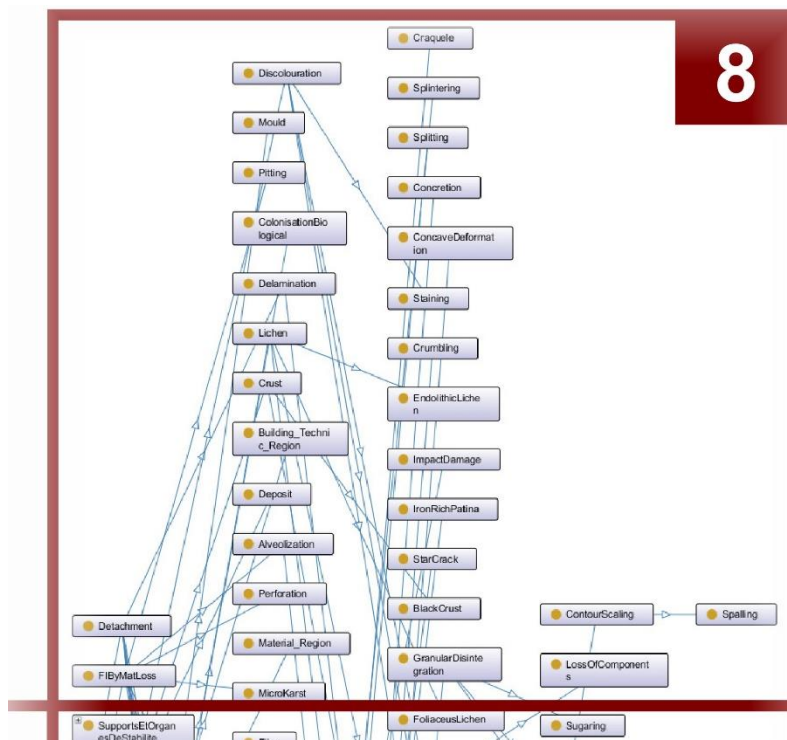 8
Craquele
Discolouration
Splintering
Mould
Splitting
Pitting
Concretion
ColonisationBio
logical
ConcaveDeformat
ion
Delamination
Staining
Lichen
Crumbling
Crust
EndolithicLiche
n
Building_Techni
c_Region
ImpactDamage
Deposit
IronRichPatina
Alveolization
StarCrack
Perforation
BlackCrust
ContourScaling
Spalling
Detachment
Material_Region
GranularDisinte
gration
LossOfComponent
s
FIByMatLoss
MicroKarst
FoliaceusLichen
Sugaring
SupportsEtOrgan
esDeStabilite